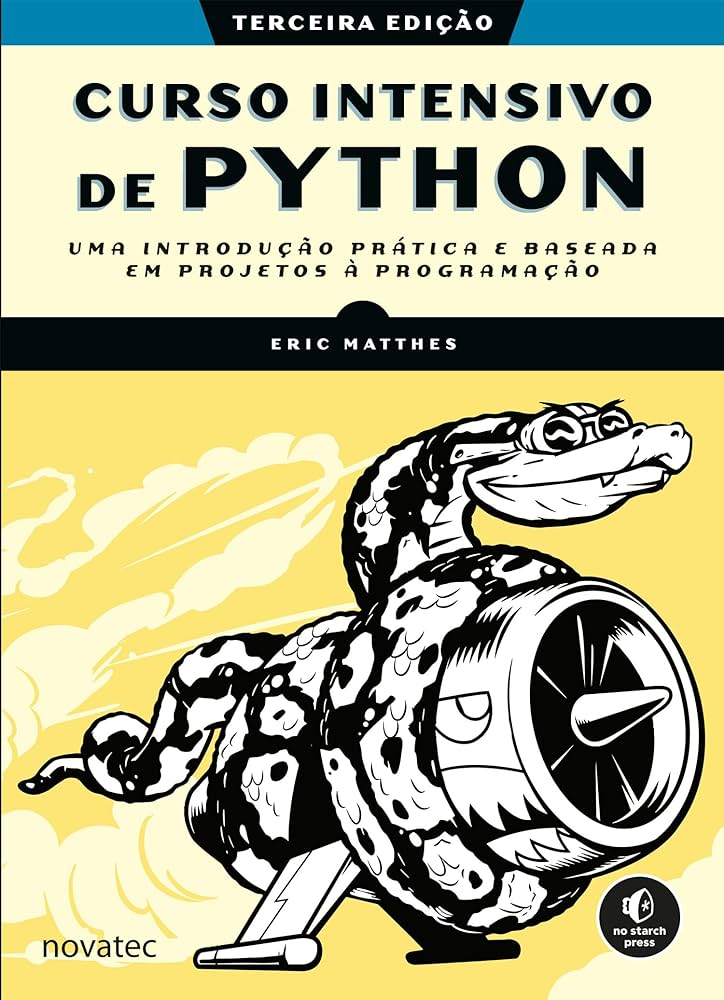 TERCEIRA EDIÇÃO
CURSO INTENSIVO
DE PYTHON
UMA INTRODUÇÃO PRÁTICA E BASEADA
EM PROJETOS À PROGRAMAÇÃO
ERIC MATTHES
novatec
no starch
press